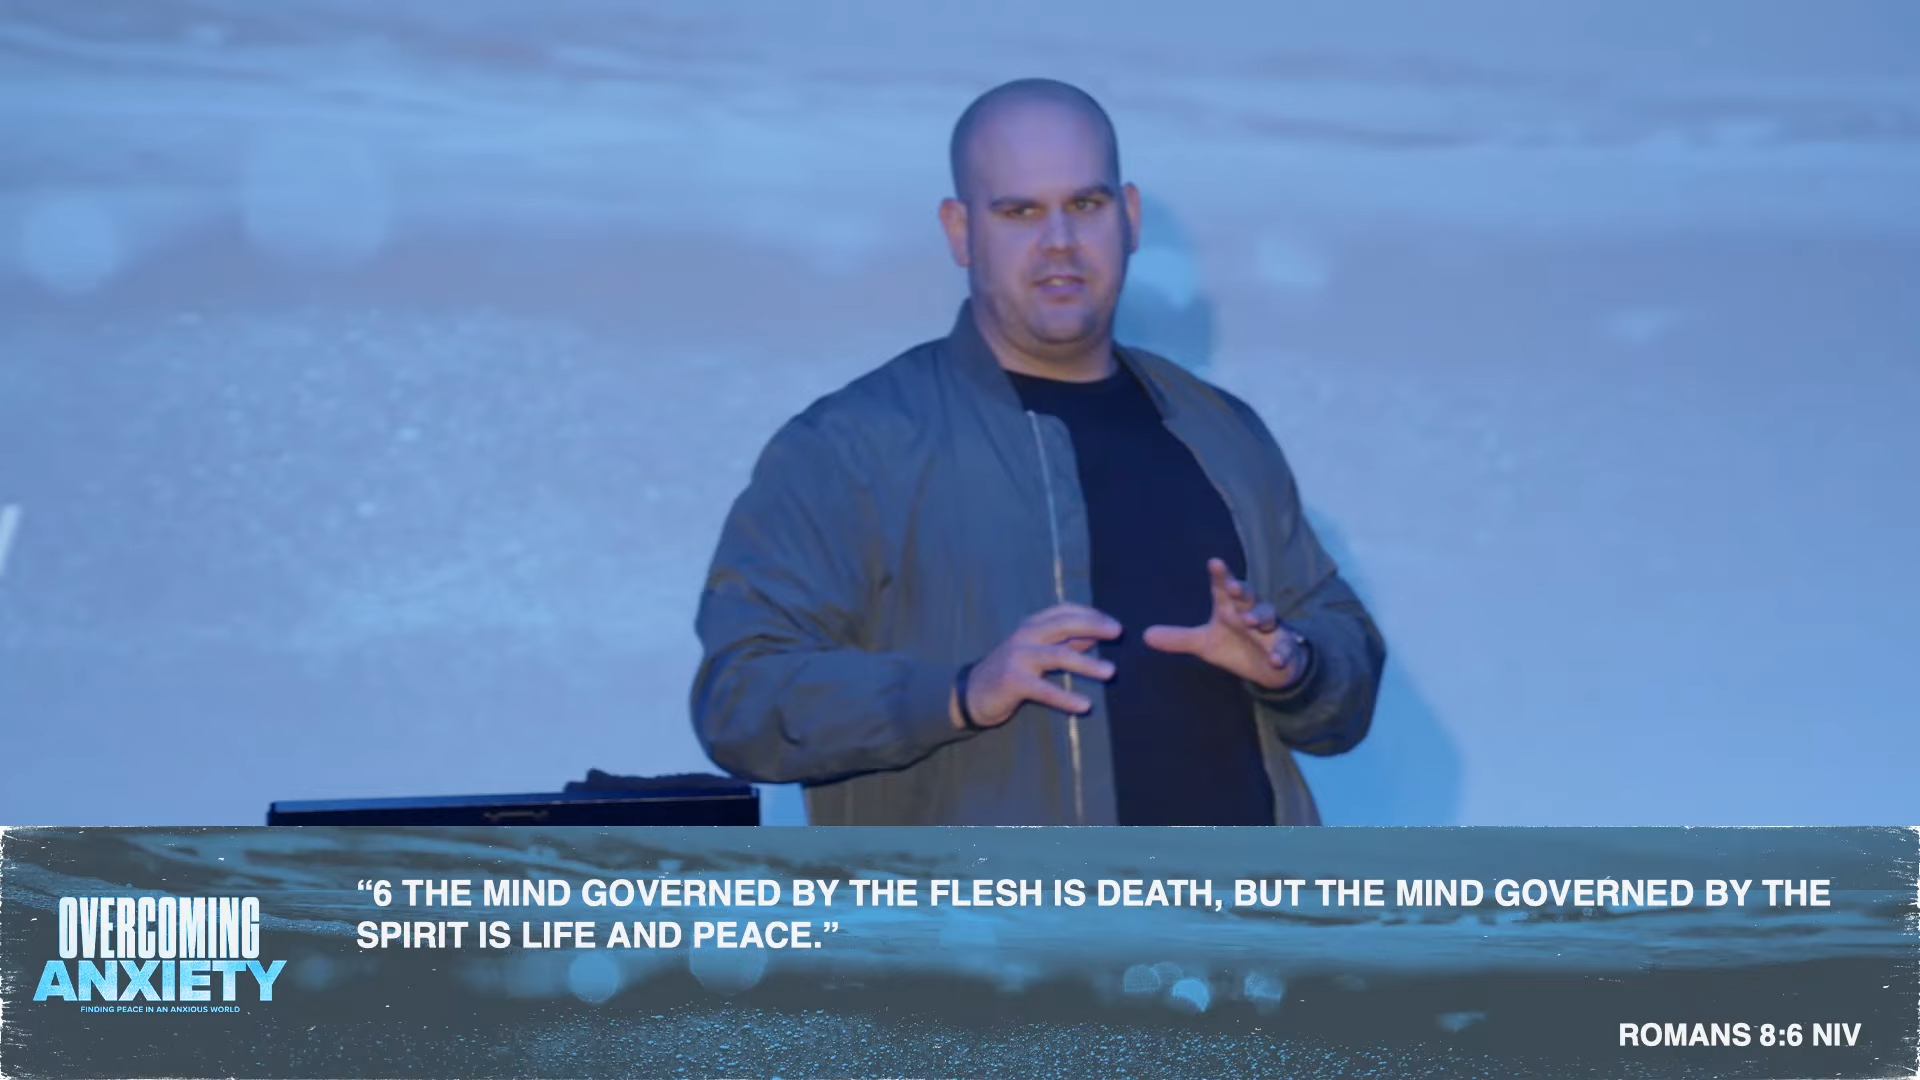 “6 THE MIND GOVERNED BY THE FLESH IS DEATH, BUT THE MIND GOVERNED BY THE
SPIRIT IS LIFE AND PEACE.”
OVERCOMING
ANXIETY
FINDING PEACE IN AN ANXIOUS WORLD
ROMANS 8:6 NIV